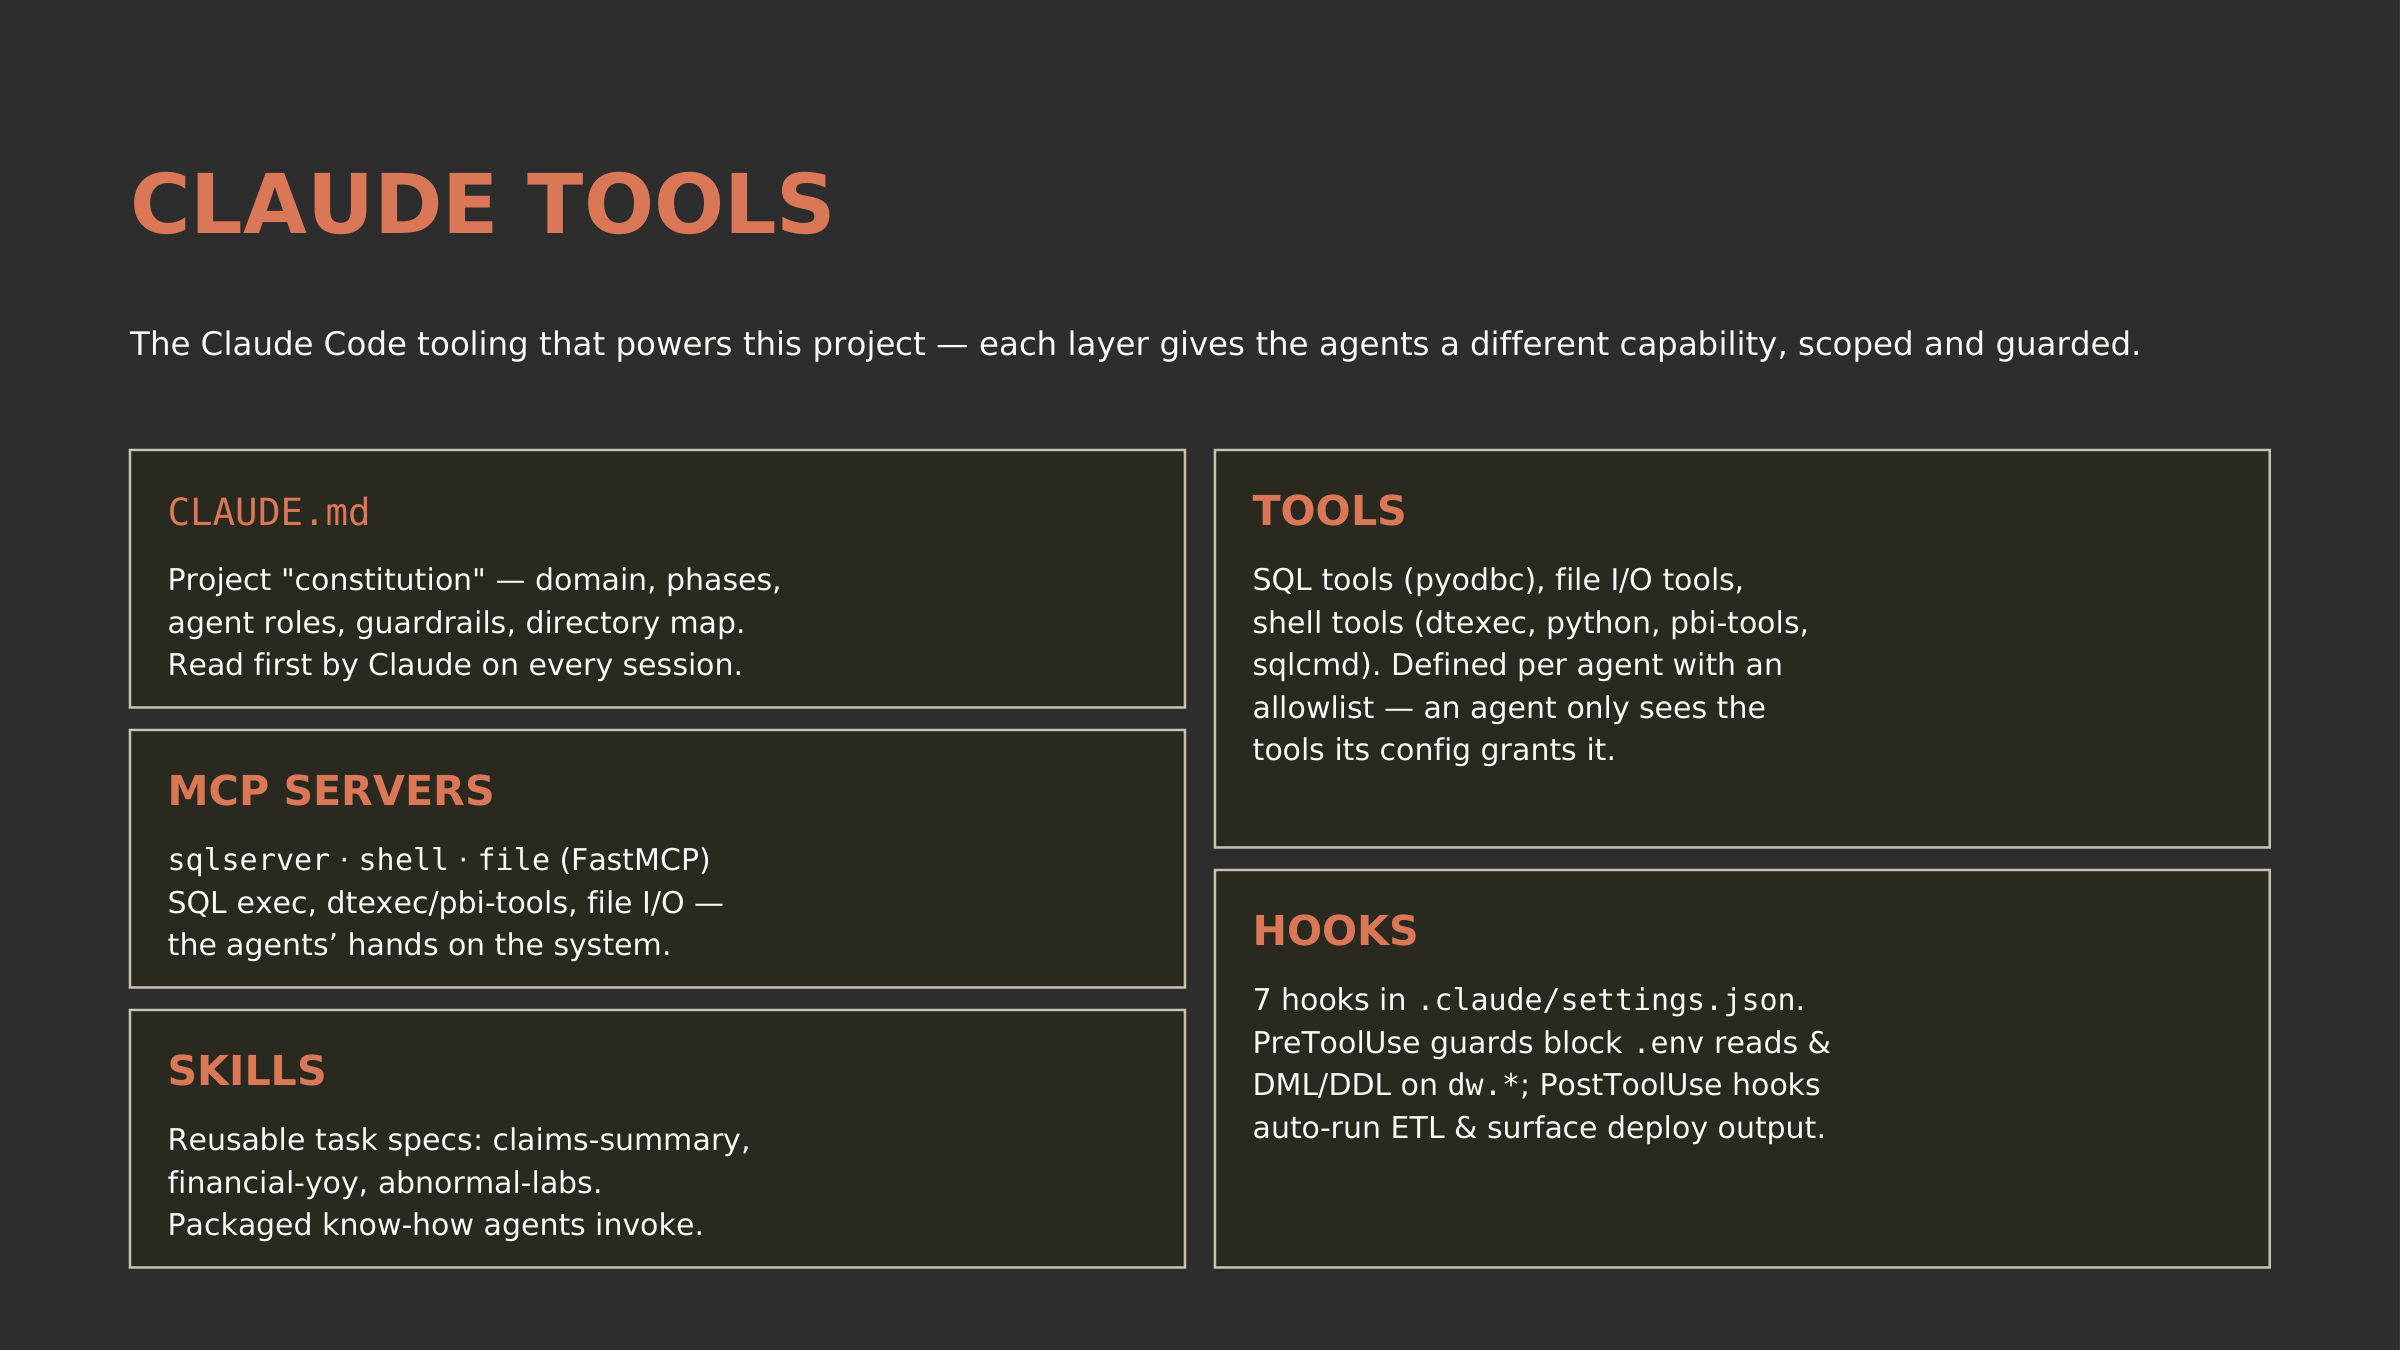 CLAUDE TOOLS
The Claude Code tooling that powers this project — each layer gives the agents a different capability, scoped and guarded.
CLAUDE.md
Project "constitution" — domain, phases,
agent roles, guardrails, directory map.
Read first by Claude on every session.
MCP SERVERS
sqlserver · shell · file (FastMCP)
SQL exec, dtexec/pbi-tools, file I/O —
the agents’ hands on the system.
SKILLS
Reusable task specs: claims-summary,
financial-yoy, abnormal-labs.
Packaged know-how agents invoke.
TOOLS
SQL tools (pyodbc), file I/O tools,
shell tools (dtexec, python, pbi-tools,
sqlcmd). Defined per agent with an
allowlist — an agent only sees the
tools its config grants it.
HOOKS
7 hooks in .claude/settings.json.
PreToolUse guards block .env reads &
DML/DDL on dw.*; PostToolUse hooks
auto-run ETL & surface deploy output.